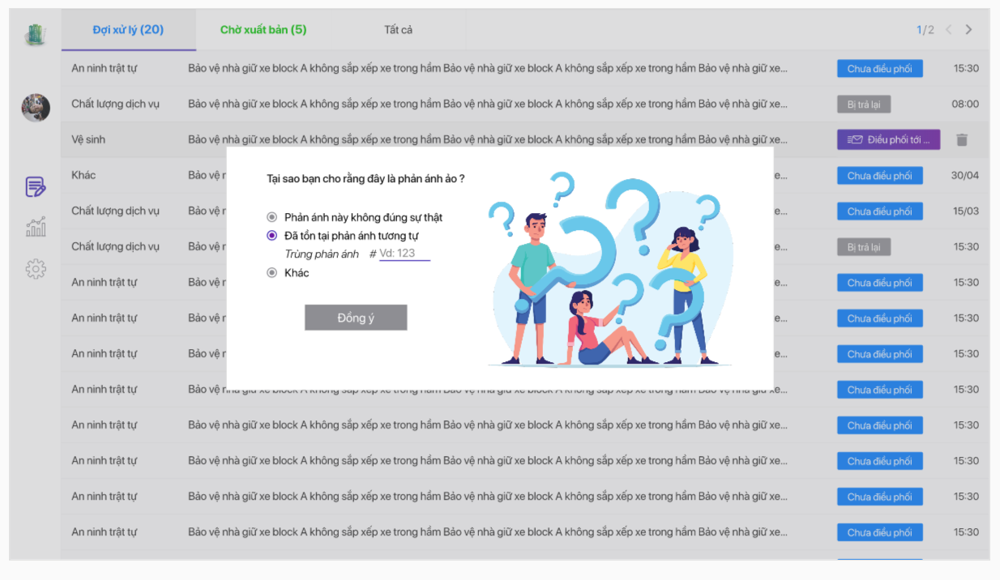 Đợi xử lý (20) Chờ xuất bản (5) Tất cả 1/2
An ninh trật tự Bảo vệ nhà giữ xe block A không sắp xếp xe trong hầm Bảo vệ nhà giữ xe block A không sắp xếp xe trong hầm Bảo vệ nhà giữ xe... Chưa điều phối 15:30
Chất lượng dịch vụ Bảo vệ nhà giữ xe block A không sắp xếp xe trong hầm Bảo vệ nhà giữ xe block A không sắp xếp xe trong hầm Bảo vệ nhà giữ xe... Bị trả lại 08:00
Vệ sinh Bảo vệ nhà giữ xe block A không sắp xếp xe trong hầm Bảo vệ nhà giữ xe block A không sắp xếp xe trong hầm Bảo vệ nhà giữ xe... Điều phối tới ...
Khác Bảo vệ n e... Chưa điều phối 30/04
Chất lượng dịch vụ Bảo vệ n e... Chưa điều phối 15/03
Chất lượng dịch vụ Bảo vệ n e... Bị trả lại 15:30
An ninh trật tự Bảo vệ n e... Chưa điều phối 15:30
An ninh trật tự Bảo vệ n e... Chưa điều phối 15:30
An ninh trật tự Bảo vệ n e... Chưa điều phối 15:30
Tại sao bạn cho rằng đây là phản ánh ảo ?
Phản ánh này không đúng sự thật
Đã tồn tại phản ánh tương tự
Trùng phản ánh # Vd: 123
Khác
Đồng ý
An ninh trật tự Bảo vệ nhà giữ xe block A không sắp xếp xe trong hầm Bảo vệ nhà giữ xe block A không sắp xếp xe trong hầm Bảo vệ nhà giữ xe... Chưa điều phối 15:30
An ninh trật tự Bảo vệ nhà giữ xe block A không sắp xếp xe trong hầm Bảo vệ nhà giữ xe block A không sắp xếp xe trong hầm Bảo vệ nhà giữ xe... Chưa điều phối 15:30
An ninh trật tự Bảo vệ nhà giữ xe block A không sắp xếp xe trong hầm Bảo vệ nhà giữ xe block A không sắp xếp xe trong hầm Bảo vệ nhà giữ xe... Chưa điều phối 15:30
An ninh trật tự Bảo vệ nhà giữ xe block A không sắp xếp xe trong hầm Bảo vệ nhà giữ xe block A không sắp xếp xe trong hầm Bảo vệ nhà giữ xe... Chưa điều phối 15:30
An ninh trật tự Bảo vệ nhà giữ xe block A không sắp xếp xe trong hầm Bảo vệ nhà giữ xe block A không sắp xếp xe trong hầm Bảo vệ nhà giữ xe... Chưa điều phối 15:30